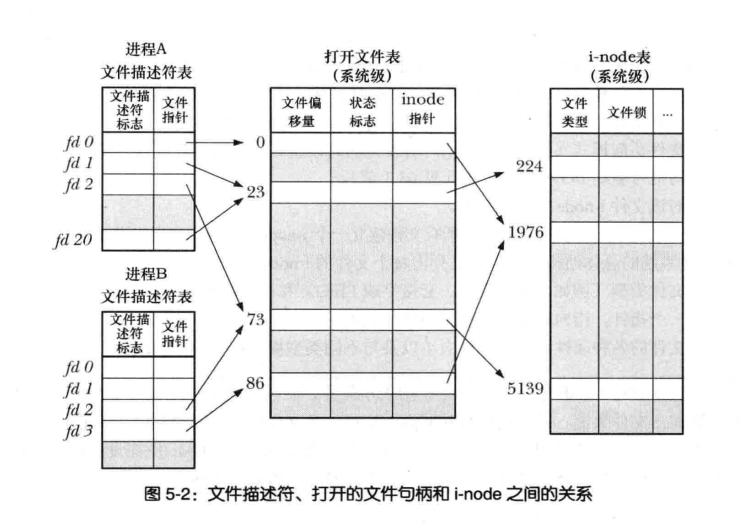 进程A
文件描述符表
文件描
述符
标志
文件
指针
fd 0
fd 1
fd 2
fd 20
进程B
文件描述符表
文件描
述符
标志
文件
指针
fd 0
fd 1
fd 2
fd 3
打开文件表
(系统级)
文件偏
移量
状态
标志
inode
指针
0
23
73
86
i-node表
(系统级)
文件
类型
文件锁
...
224
1976
5139
图 5-2：文件描述符、打开的文件句柄和 i-node 之间的关系